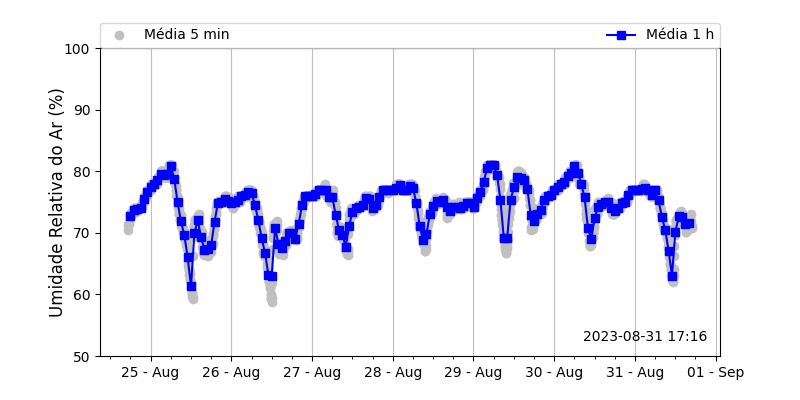 Média 5 min
Média 1 h
100
90
80
70
60
50
Umidade Relativa do Ar (%)
2023-08-31 17:16
25 - Aug
26 - Aug
27 - Aug
28 - Aug
29 - Aug
30 - Aug
31 - Aug
01 - Sep